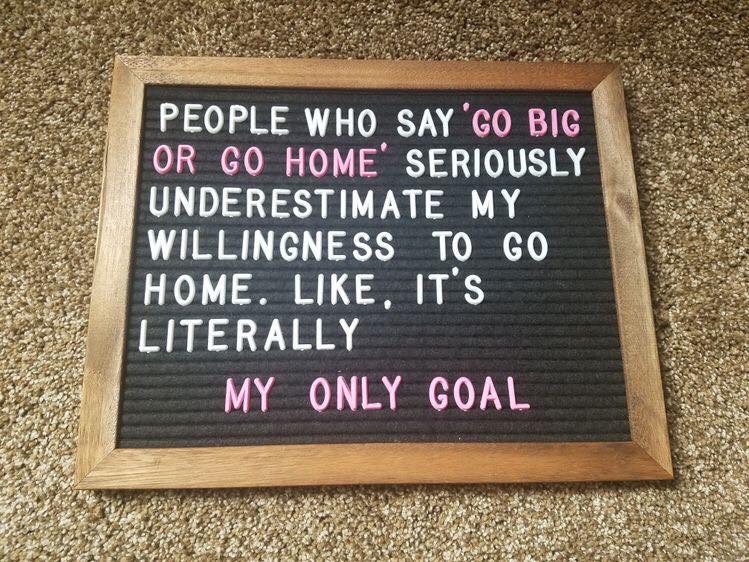 PEOPLE WHO SAY 'GO BIG
OR GO HOME' SERIOUSLY
UNDERESTIMATE MY
WILLINGNESS TO GO
HOME. LIKE, IT'S
LITERALLY
MY ONLY GOAL